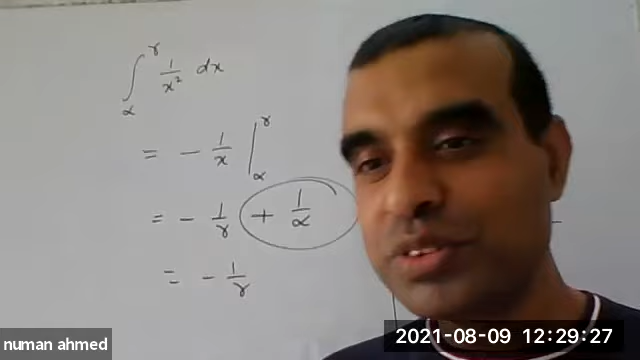 ∫_α^r 1/x² dx
= - 1/x |_α^r
= - 1/r + 1/α
= - 1/r
numan ahmed
2021-08-09 12:29:27